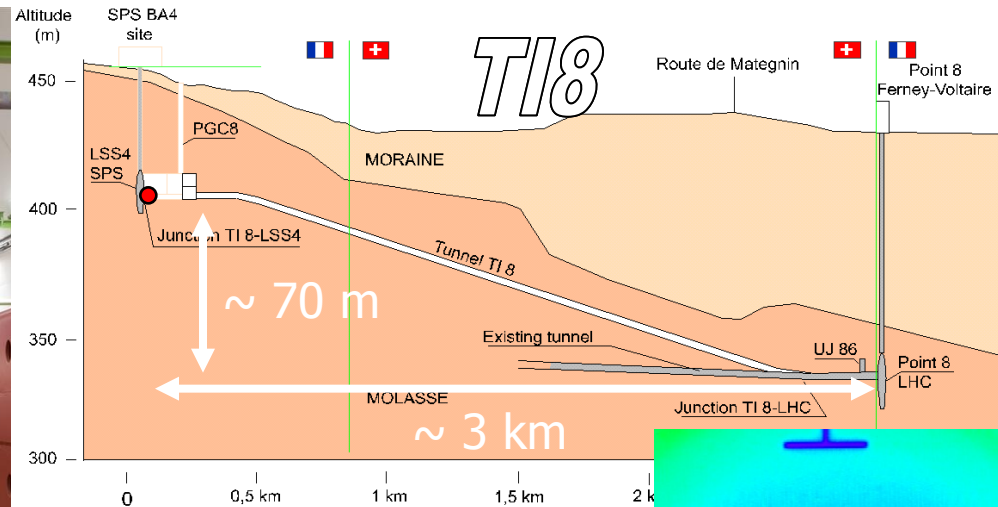 Altitude
(m)
SPS BA4
site
TI8
Route de Mategnin
Point 8
Ferney-Voltaire
450
PGC8
LSS4
SPS
MORAINE
400
Junction TI 8-LSS4
Tunnel TI 8
~ 70 m
350
Existing tunnel
UJ 86
Point 8
LHC
MOLASSE
Junction TI 8-LHC
~ 3 km
300
0
0,5 km
1 km
1,5 km
2